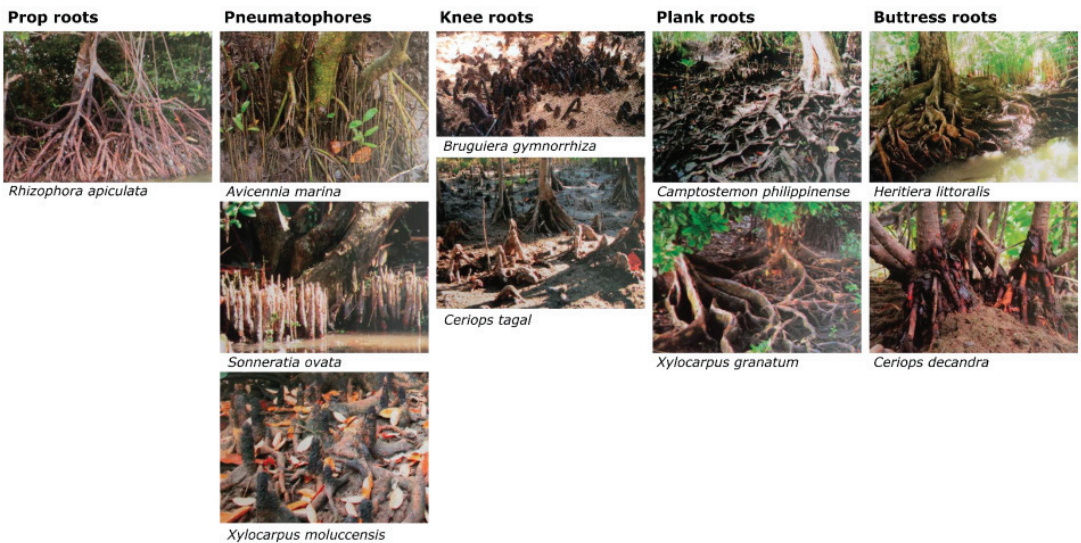 Prop roots
Pneumatophores
Knee roots
Plank roots
Buttress roots
Rhizophora apiculata
Avicennia marina
Bruguiera gymnorrhiza
Camptostemon philippinense
Heritiera littoralis
Sonneratia ovata
Ceriops tagal
Xylocarpus granatum
Ceriops decandra
Xylocarpus moluccensis